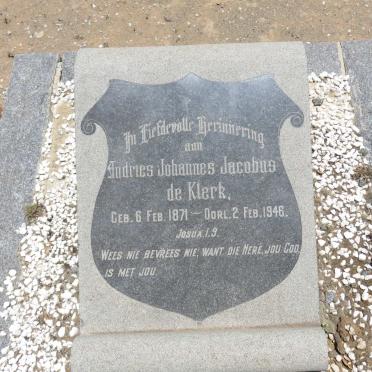 In Liefdevolle Herinnering
aan
Andries Johannes Jacobus
de Klerk,
GEB. 6 FEB. 1871 — OORL. 2 FEB. 1946.
JOSUA. I. 9.
WEES NIE BEVREES NIE, WANT DIE HERE, JOU GOD,
IS MET JOU.